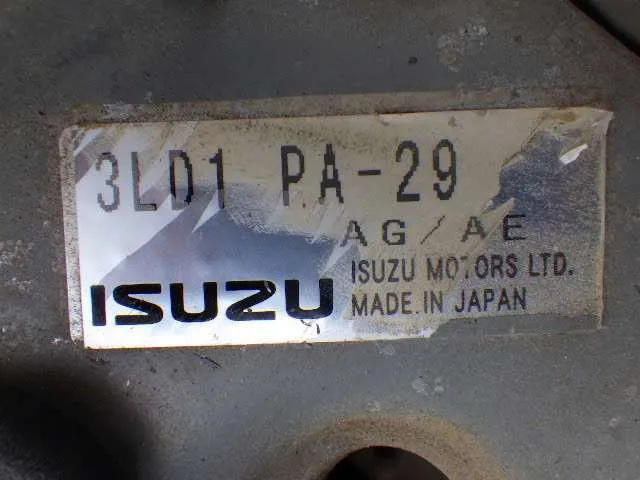 3LD1 PA-29
AG/AE
ISUZU MOTORS LTD.
ISUZU MADE.IN JAPAN